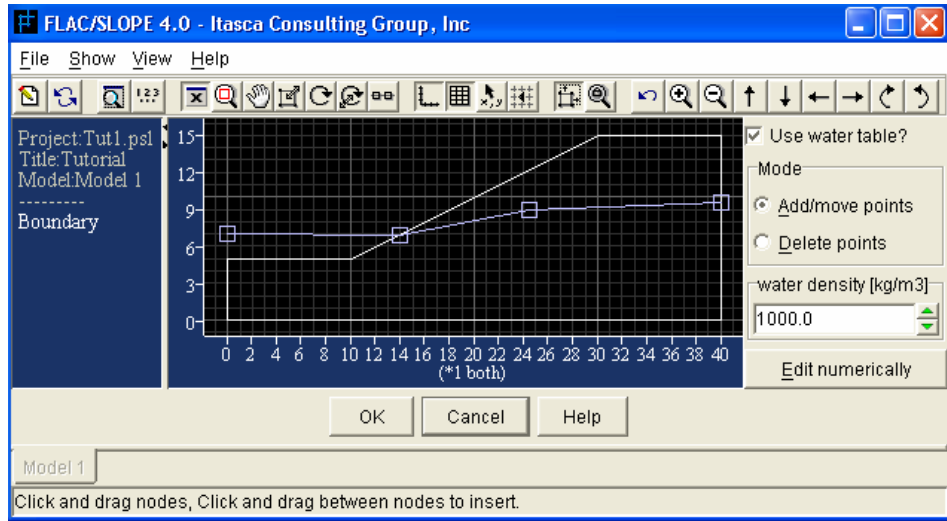 FLAC/SLOPE 4.0 - Itasca Consulting Group, Inc
File Show View Help
1 2 3
Project:Tut1.psl
Title:Tutorial
Model:Model 1
---------
Boundary
15
12
9
6
3
0
0 2 4 6 8 10 12 14 16 18 20 22 24 26 28 30 32 34 36 38 40
(*1 both)
Use water table?
Mode
Add/move points
Delete points
water density [kg/m3]
1000.0
Edit numerically
OK Cancel Help
Model 1
Click and drag nodes, Click and drag between nodes to insert.